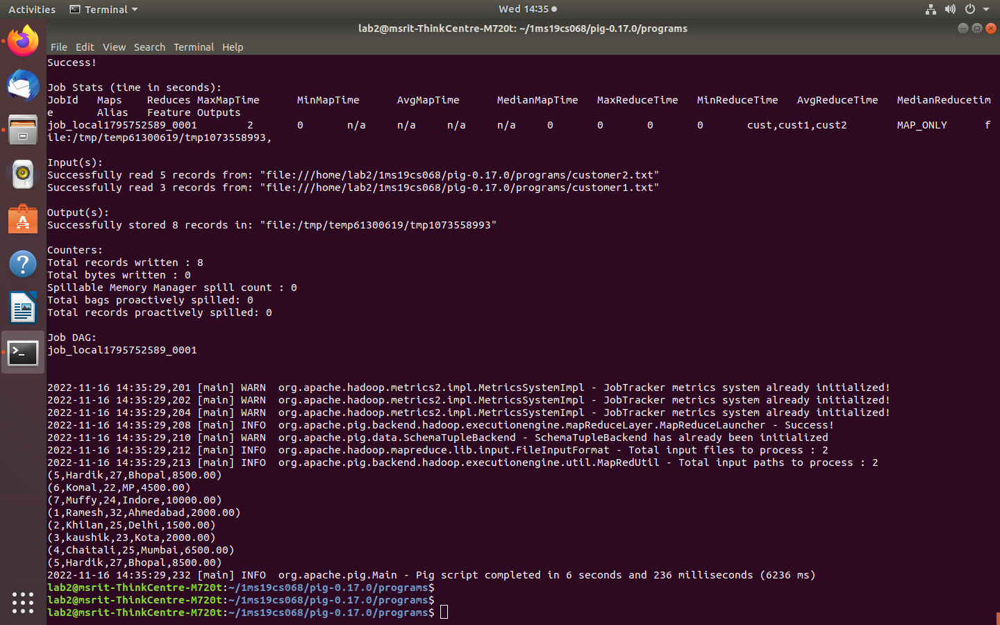 Activities Terminal Wed 14:35
lab2@msrit-ThinkCentre-M720t: ~/1ms19cs068/pig-0.17.0/programs
File Edit View Search Terminal Help
Success!
Job Stats (time in seconds):
JobId Maps Reduces MaxMapTime MinMapTime AvgMapTime MedianMapTime MaxReduceTime MinReduceTime AvgReduceTime MedianReducetim
e Alias Feature Outputs
job_local1795752589_0001 2 0 n/a n/a n/a n/a 0 0 0 0 cust,cust1,cust2 MAP_ONLY f
ile:/tmp/temp61300619/tmp1073558993,
Input(s):
Successfully read 5 records from: "file:///home/lab2/1ms19cs068/pig-0.17.0/programs/customer2.txt"
Successfully read 3 records from: "file:///home/lab2/1ms19cs068/pig-0.17.0/programs/customer1.txt"
Output(s):
Successfully stored 8 records in: "file:/tmp/temp61300619/tmp1073558993"
Counters:
Total records written : 8
Total bytes written : 0
Spillable Memory Manager spill count : 0
Total bags proactively spilled: 0
Total records proactively spilled: 0
Job DAG:
job_local1795752589_0001
2022-11-16 14:35:29,201 [main] WARN org.apache.hadoop.metrics2.impl.MetricsSystemImpl - JobTracker metrics system already initialized!
2022-11-16 14:35:29,202 [main] WARN org.apache.hadoop.metrics2.impl.MetricsSystemImpl - JobTracker metrics system already initialized!
2022-11-16 14:35:29,204 [main] WARN org.apache.hadoop.metrics2.impl.MetricsSystemImpl - JobTracker metrics system already initialized!
2022-11-16 14:35:29,208 [main] INFO org.apache.pig.backend.hadoop.executionengine.mapReduceLayer.MapReduceLauncher - Success!
2022-11-16 14:35:29,210 [main] WARN org.apache.pig.data.SchemaTupleBackend - SchemaTupleBackend has already been initialized
2022-11-16 14:35:29,212 [main] INFO org.apache.hadoop.mapreduce.lib.input.FileInputFormat - Total input files to process : 2
2022-11-16 14:35:29,213 [main] INFO org.apache.pig.backend.hadoop.executionengine.util.MapRedUtil - Total input paths to process : 2
(5,Hardik,27,Bhopal,8500.00)
(6,Komal,22,MP,4500.00)
(7,Muffy,24,Indore,10000.00)
(1,Ramesh,32,Ahmedabad,2000.00)
(2,Khilan,25,Delhi,1500.00)
(3,kaushik,23,Kota,2000.00)
(4,Chaitali,25,Mumbai,6500.00)
(5,Hardik,27,Bhopal,8500.00)
2022-11-16 14:35:29,232 [main] INFO org.apache.pig.Main - Pig script completed in 6 seconds and 236 milliseconds (6236 ms)
lab2@msrit-ThinkCentre-M720t:~/1ms19cs068/pig-0.17.0/programs$
lab2@msrit-ThinkCentre-M720t:~/1ms19cs068/pig-0.17.0/programs$
lab2@msrit-ThinkCentre-M720t:~/1ms19cs068/pig-0.17.0/programs$